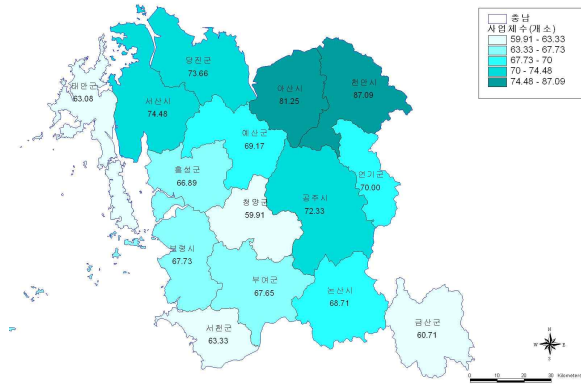 충남
사업체수(개소)
59.91 - 63.33
63.33 - 67.73
67.73 - 70
70 - 74.48
74.48 - 87.09
당진군
73.66
아산시
81.25
천안시
87.09
태안군
63.08
서산시
74.48
예산군
69.17
홍성군
66.89
연기군
70.00
청양군
59.91
공주시
72.33
보령시
67.73
부여군
67.65
논산시
68.71
서천군
63.33
금산군
60.71
N
W E
S
10 0 10 20 30 Kilometers